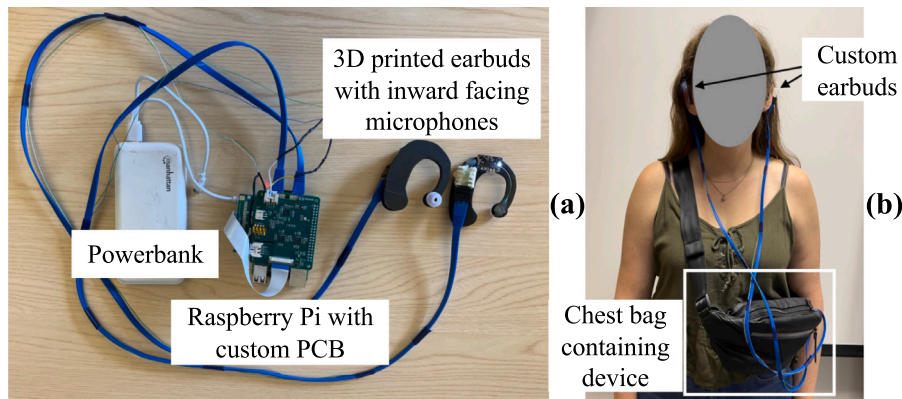 3D printed earbuds
with inward facing
microphones
manhattan
Powerbank
Raspberry Pi with
custom PCB
(a)
Custom
earbuds
Chest bag
containing
device
(b)